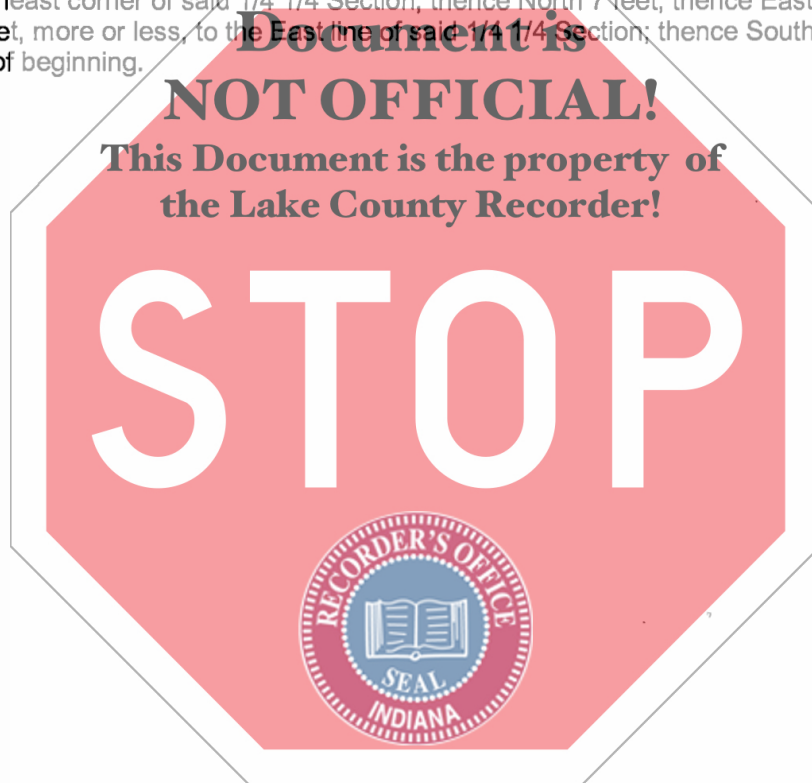 east corner of said 1/4 1/4 Section; thence North 7 feet; thence East
et, more or less, to the East line of said 1/4 1/4 Section; thence South
of beginning.
Document is
NOT OFFICIAL!
This Document is the property of
the Lake County Recorder!
STOP
RECORDER'S OFFICE
SEAL
INDIANA